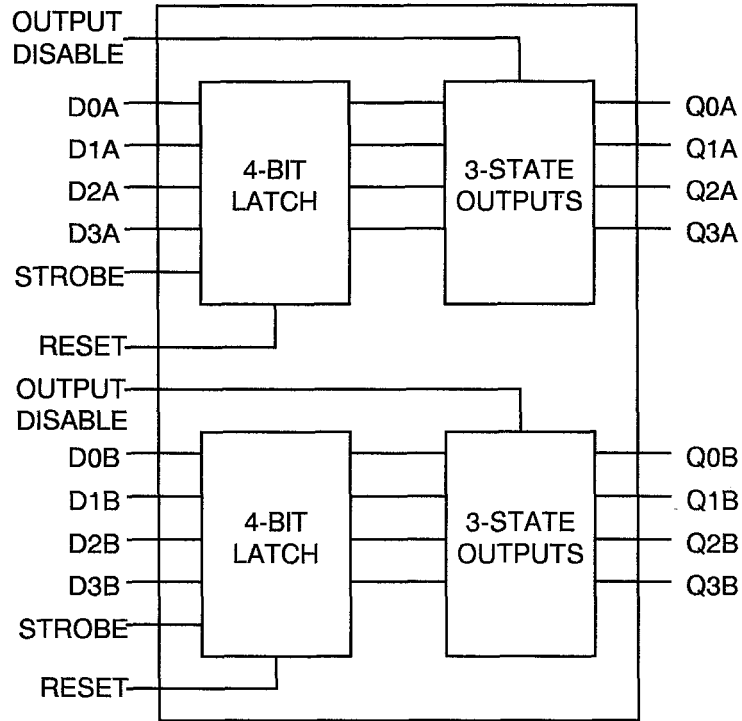 OUTPUT
DISABLE
D0A
D1A
D2A
D3A
STROBE
RESET
4-BIT
LATCH
3-STATE
OUTPUTS
Q0A
Q1A
Q2A
Q3A
OUTPUT
DISABLE
D0B
D1B
D2B
D3B
STROBE
RESET
4-BIT
LATCH
3-STATE
OUTPUTS
Q0B
Q1B
Q2B
Q3B